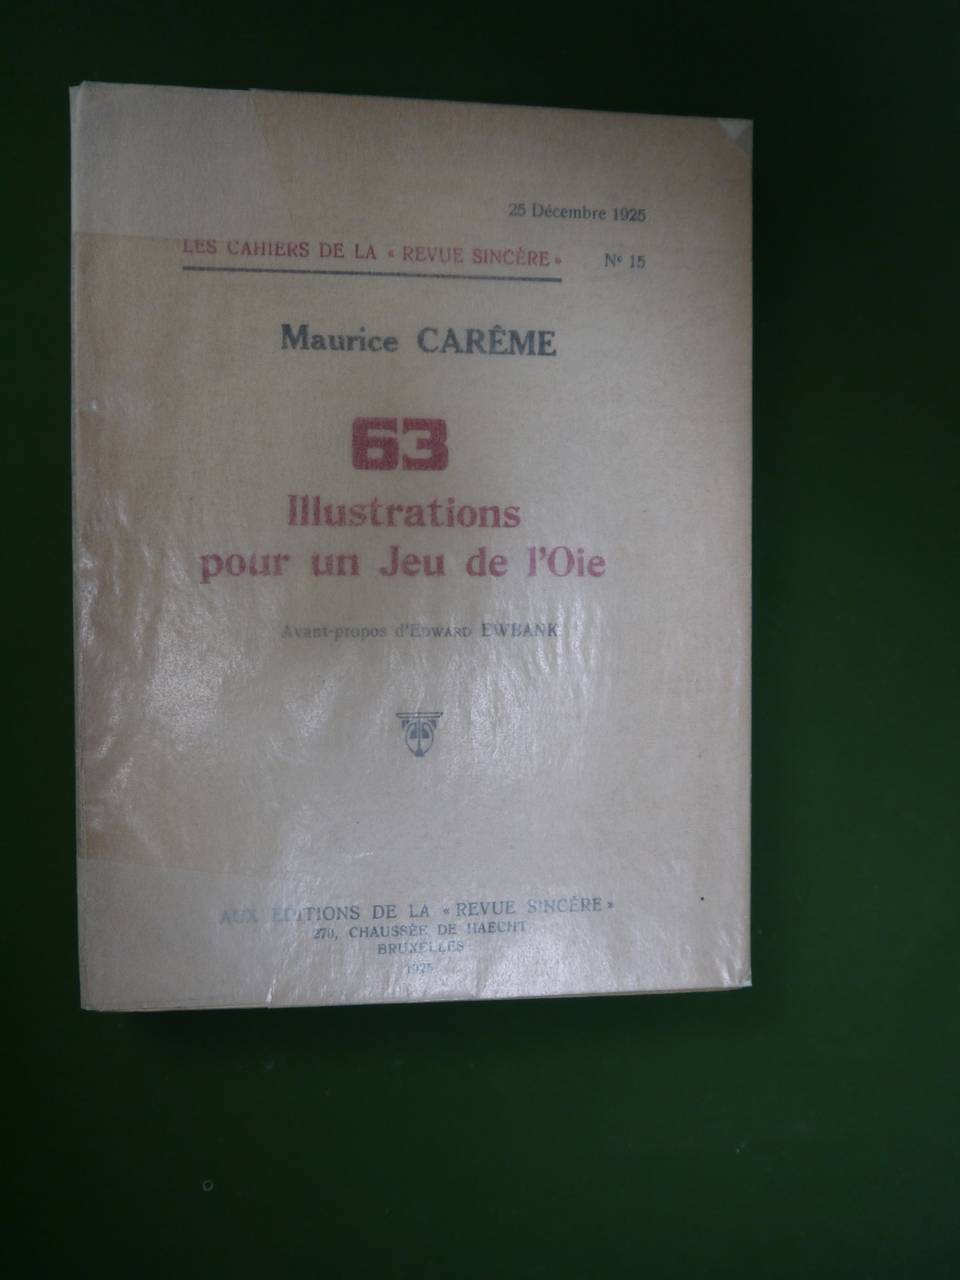 25 Décembre 1925
LES CAHIERS DE LA « REVUE SINCÈRE » N° 15
Maurice CARÊME
63
Illustrations
pour un Jeu de l'Oie
Avant-propos d'EDWARD EWBANK
AUX ÉDITIONS DE LA « REVUE SINCÈRE »
270, CHAUSSÉE DE HAECHT
BRUXELLES
1925